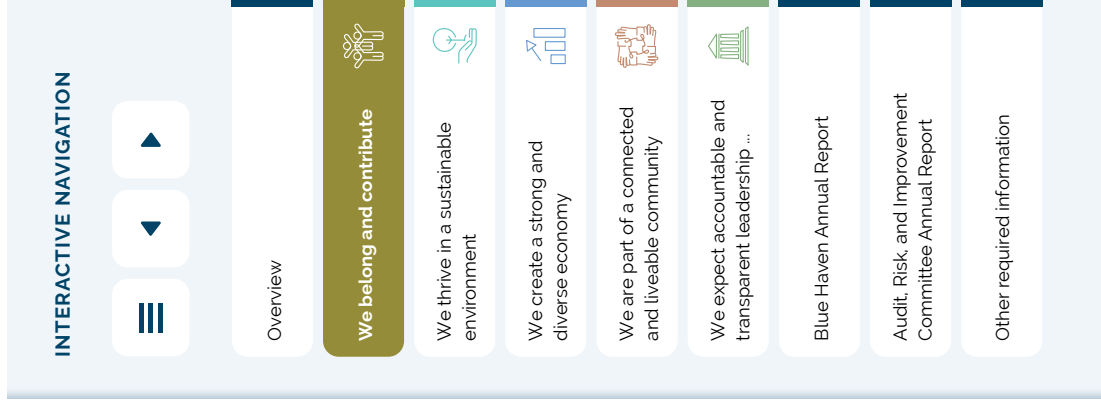 INTERACTIVE NAVIGATION
Overview
We belong and contribute
We thrive in a sustainable
environment
We create a strong and
diverse economy
We are part of a connected
and liveable community
We expect accountable and
transparent leadership ...
Blue Haven Annual Report
Audit, Risk, and Improvement
Committee Annual Report
Other required information